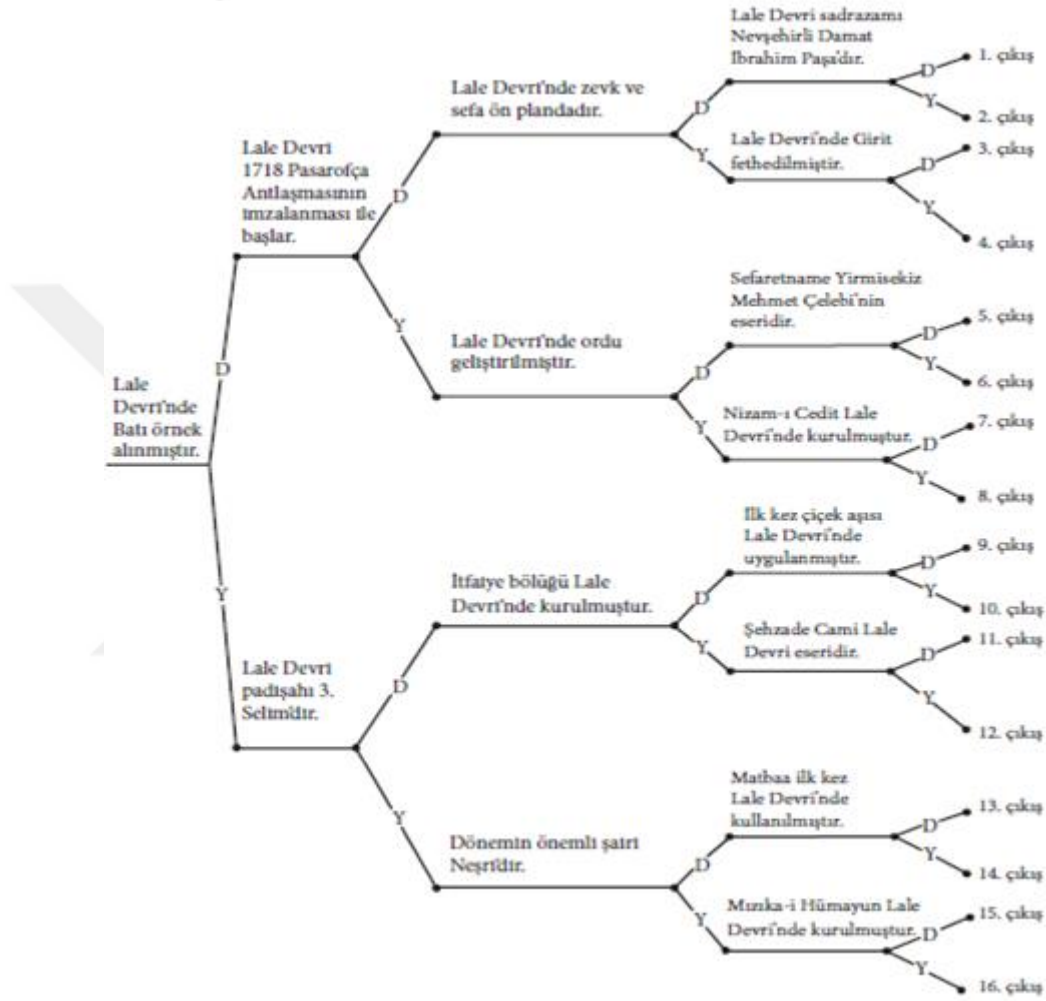 Lale
Devri'nde
Batı örnek
alınmıştır.
D
Y
Lale Devri
1718 Pasarofça
Antlaşmasının
imzalanması ile
başlar.
D
Y
Lale Devri'nde zevk ve
sefa ön plandadır.
D
Y
Lale Devri sadrazamı
Nevşehirli Damat
İbrahim Paşa'dır.
D
1. çıkış
Y
2. çıkış
Lale Devri'nde Girit
fethedilmiştir.
D
3. çıkış
Y
4. çıkış
Lale Devri'nde ordu
geliştirilmiştir.
D
Y
Sefaretname Yirmisekiz
Mehmet Çelebi'nin
eseridir.
D
5. çıkış
Y
6. çıkış
Nizam-ı Cedit Lale
Devri'nde kurulmuştur.
D
7. çıkış
Y
8. çıkış
Lale Devri
padişahı 3.
Selim'dir.
D
Y
İtfaiye bölüğü Lale
Devri'nde kurulmuştur.
D
Y
İlk kez çiçek aşısı
Lale Devri'nde
uygulanmıştır.
D
9. çıkış
Y
10. çıkış
Şehzade Cami Lale
Devri eseridir.
D
11. çıkış
Y
12. çıkış
Dönemin önemli şairi
Neşri'dir.
D
Y
Matbaa ilk kez
Lale Devri'nde
kullanılmıştır.
D
13. çıkış
Y
14. çıkış
Mızıka-i Hümayun Lale
Devri'nde kurulmuştur.
D
15. çıkış
Y
16. çıkış